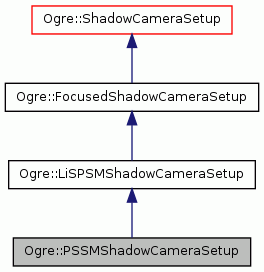 Ogre::ShadowCameraSetup
Ogre::FocusedShadowCameraSetup
Ogre::LiSPSMShadowCameraSetup
Ogre::PSSMShadowCameraSetup